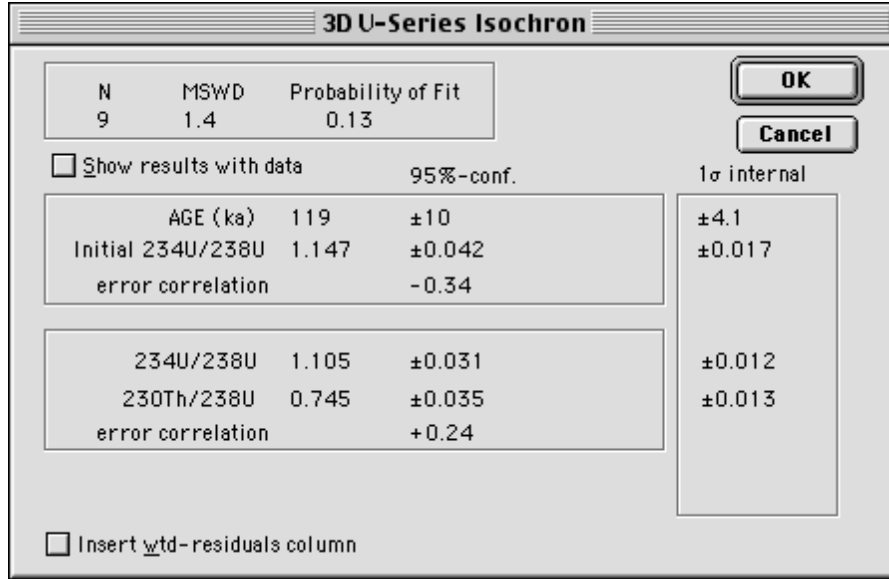 3D U-Series Isochron
N MSWD Probability of Fit
9 1.4 0.13
OK
Cancel
Show results with data
95%-conf.
1σ internal
AGE (ka) 119 ±10 ±4.1
Initial 234U/238U 1.147 ±0.042 ±0.017
error correlation -0.34
234U/238U 1.105 ±0.031 ±0.012
230Th/238U 0.745 ±0.035 ±0.013
error correlation +0.24
Insert wtd-residuals column